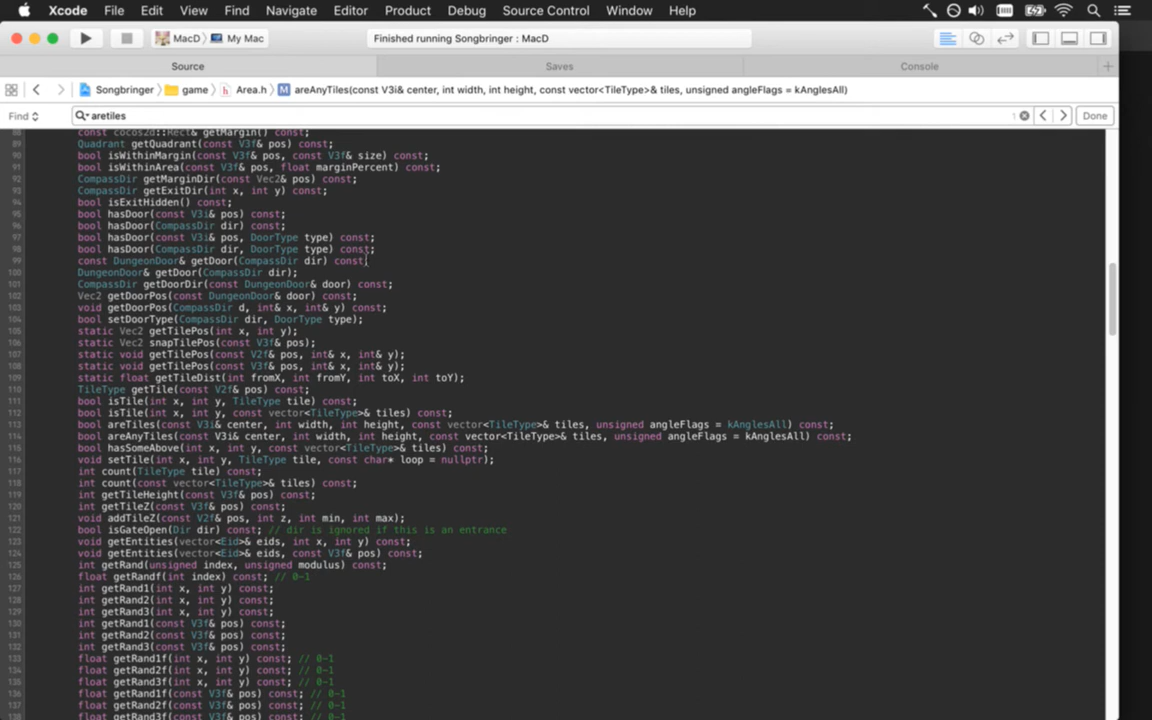 Xcode File Edit View Find Navigate Editor Product Debug Source Control Window Help
MacD My Mac Finished running Songbringer : MacD
Source Saves Console
Songbringer game Area.h M areAnyTiles(const V3i& center, int width, int height, const vector<TileType>& tiles, unsigned angleFlags = kAnglesAll)
Find aretiles 1 Done
88 const cocos2d::Rect& getMargin() const;
89 Quadrant getQuadrant(const V3f& pos) const;
90 bool isWithinMargin(const V3f& pos, const V3f& size) const;
91 bool isWithinArea(const V3f& pos, float marginPercent) const;
92 CompassDir getMarginDir(const Vec2& pos) const;
93 CompassDir getExitDir(int x, int y) const;
94 bool isExitHidden() const;
95 bool hasDoor(const V3i& pos) const;
96 bool hasDoor(CompassDir dir) const;
97 bool hasDoor(const V3i& pos, DoorType type) const;
98 bool hasDoor(CompassDir dir, DoorType type) const;
99 const DungeonDoor& getDoor(CompassDir dir) const;
100 DungeonDoor& getDoor(CompassDir dir);
101 CompassDir getDoorDir(const DungeonDoor& door) const;
102 Vec2 getDoorPos(const DungeonDoor& door) const;
103 void getDoorPos(CompassDir d, int& x, int& y) const;
104 bool setDoorType(CompassDir dir, DoorType type);
105 static Vec2 getTilePos(int x, int y);
106 static Vec2 snapTilePos(const V3f& pos);
107 static void getTilePos(const V2f& pos, int& x, int& y);
108 static void getTilePos(const V3f& pos, int& x, int& y);
109 static float getTileDist(int fromX, int fromY, int toX, int toY);
110 TileType getTile(const V2f& pos) const;
111 bool isTile(int x, int y, TileType tile) const;
112 bool isTile(int x, int y, const vector<TileType>& tiles) const;
113 bool areTiles(const V3i& center, int width, int height, const vector<TileType>& tiles, unsigned angleFlags = kAnglesAll) const;
114 bool areAnyTiles(const V3i& center, int width, int height, const vector<TileType>& tiles, unsigned angleFlags = kAnglesAll) const;
115 bool hasSomeAbove(int x, int y, const vector<TileType>& tiles) const;
116 void setTile(int x, int y, TileType tile, const char* loop = nullptr);
117 int count(TileType tile) const;
118 int count(const vector<TileType>& tiles) const;
119 int getTileHeight(const V3f& pos) const;
120 int getTileZ(const V3f& pos) const;
121 void addTileZ(const V2f& pos, int z, int min, int max);
122 bool isGateOpen(Dir dir) const; // dir is ignored if this is an entrance
123 void getEntities(vector<Eid>& eids, int x, int y) const;
124 void getEntities(vector<Eid>& eids, const V3f& pos) const;
125 int getRand(unsigned index, unsigned modulus) const;
126 float getRandf(int index) const; // 0-1
127 int getRand1(int x, int y) const;
128 int getRand2(int x, int y) const;
129 int getRand3(int x, int y) const;
130 int getRand1(const V3f& pos) const;
131 int getRand2(const V3f& pos) const;
132 int getRand3(const V3f& pos) const;
133 float getRand1f(int x, int y) const; // 0-1
134 float getRand2f(int x, int y) const; // 0-1
135 float getRand3f(int x, int y) const; // 0-1
136 float getRand1f(const V3f& pos) const; // 0-1
137 float getRand2f(const V3f& pos) const; // 0-1
138 float getRand3f(const V3f& pos) const; // 0-1